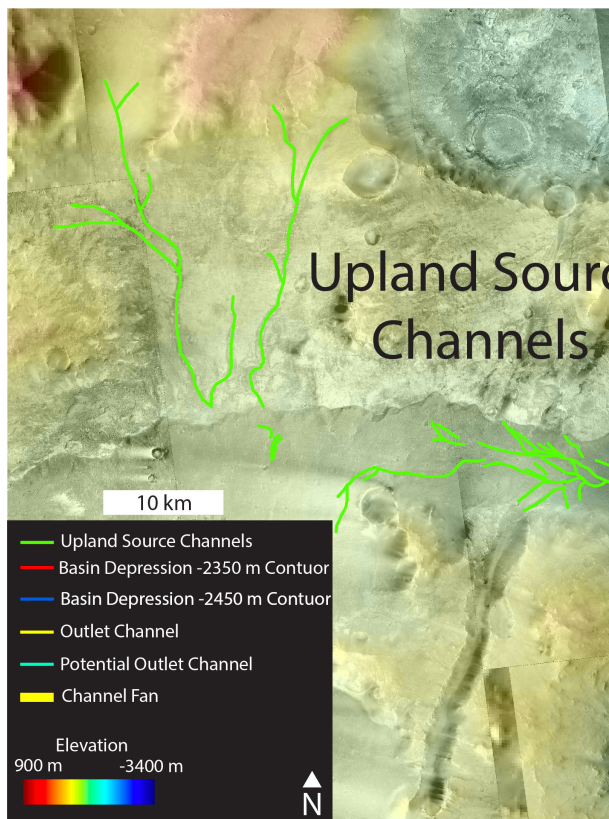 Upland Sourc
Channels
10 km
Upland Source Channels
Basin Depression -2350 m Contuor
Basin Depression -2450 m Contuor
Outlet Channel
Potential Outlet Channel
Channel Fan
Elevation
900 m -3400 m
N